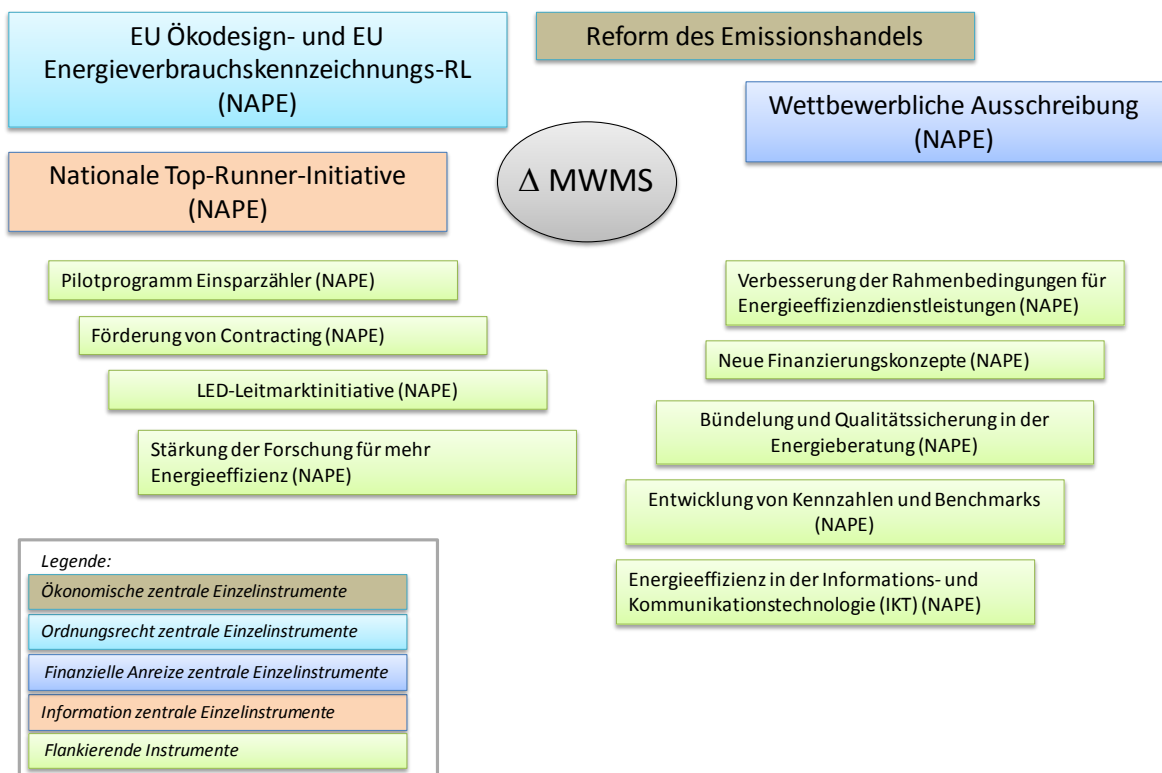 EU Ökodesign- und EU
Energieverbrauchskennzeichnungs-RL
(NAPE)
Reform des Emissionshandels
Wettbewerbliche Ausschreibung
(NAPE)
Nationale Top-Runner-Initiative
(NAPE)
Δ MWMS
Pilotprogramm Einsparzähler (NAPE)
Förderung von Contracting (NAPE)
LED-Leitmarktinitiative (NAPE)
Stärkung der Forschung für mehr
Energieeffizienz (NAPE)
Verbesserung der Rahmenbedingungen für
Energieeffizienzdienstleistungen (NAPE)
Neue Finanzierungskonzepte (NAPE)
Bündelung und Qualitätssicherung in der
Energieberatung (NAPE)
Entwicklung von Kennzahlen und Benchmarks
(NAPE)
Energieeffizienz in der Informations- und
Kommunikationstechnologie (IKT) (NAPE)
Legende:
Ökonomische zentrale Einzelinstrumente
Ordnungsrecht zentrale Einzelinstrumente
Finanzielle Anreize zentrale Einzelinstrumente
Information zentrale Einzelinstrumente
Flankierende Instrumente